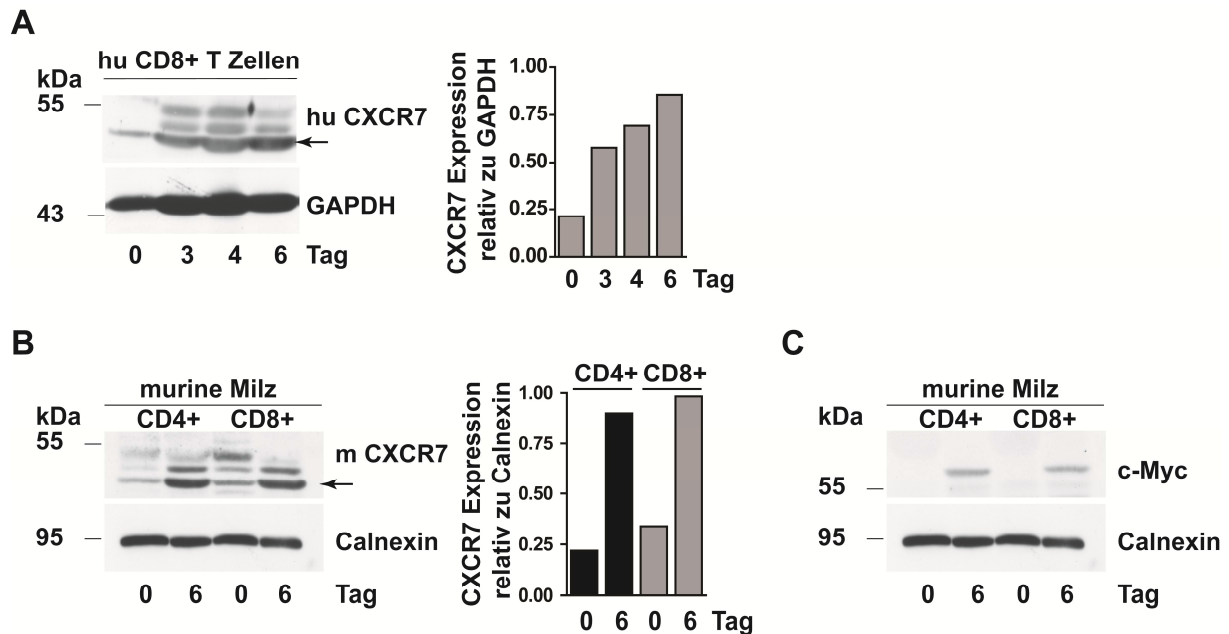 A
hu CD8+ T Zellen
kDa
55
hu CXCR7
43
GAPDH
0 3 4 6 Tag
CXCR7 Expression
relativ zu GAPDH
1.00
0.75
0.50
0.25
0.00
0 3 4 6 Tag
B
murine Milz
kDa
CD4+ CD8+
55
m CXCR7
95
Calnexin
0 6 0 6 Tag
CXCR7 Expression
relativ zu Calnexin
CD4+ CD8+
1.00
0.75
0.50
0.25
0.00
0 6 0 6 Tag
C
murine Milz
kDa
CD4+ CD8+
c-Myc
55
95
Calnexin
0 6 0 6 Tag